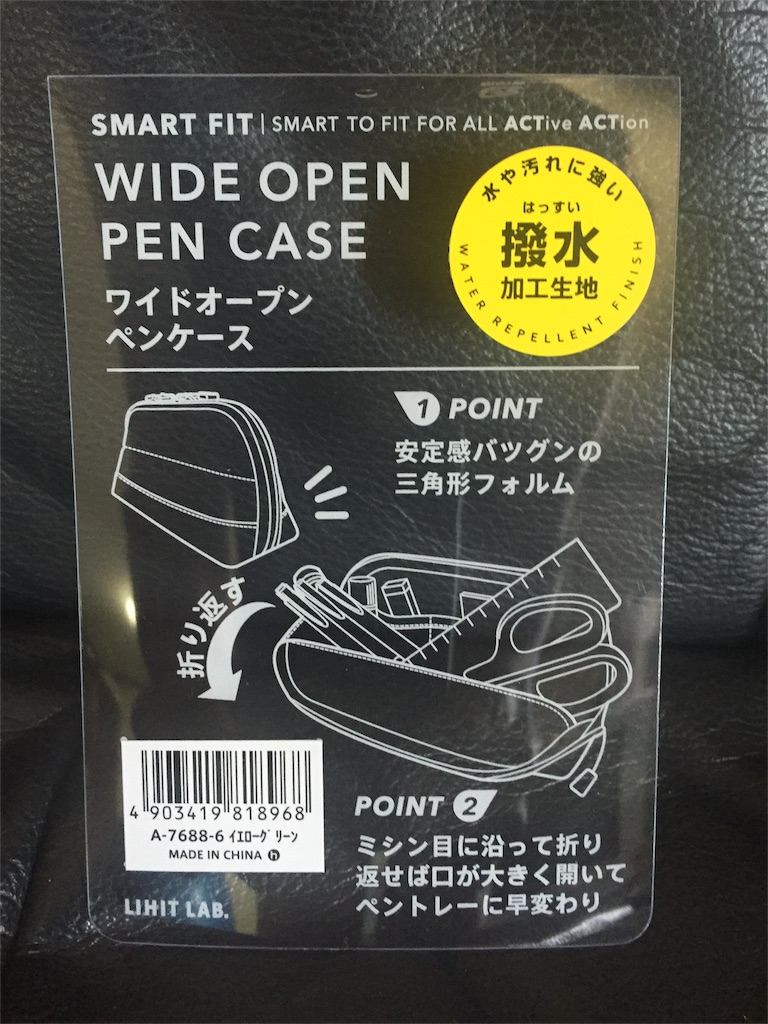 SMART FIT | SMART TO FIT FOR ALL ACTive ACTion
WIDE OPEN
PEN CASE
ワイドオープン
ペンケース
水や汚れに強い
はっすい
撥水
加工生地
WATER REPELLENT FINISH
1 POINT
安定感バツグンの
三角形フォルム
折り返す
4 903419 818968
A-7688-6 イエローグリーン
MADE IN CHINA h
POINT 2
ミシン目に沿って折り
返せば口が大きく開いて
ペントレーに早変わり
LIHIT LAB.